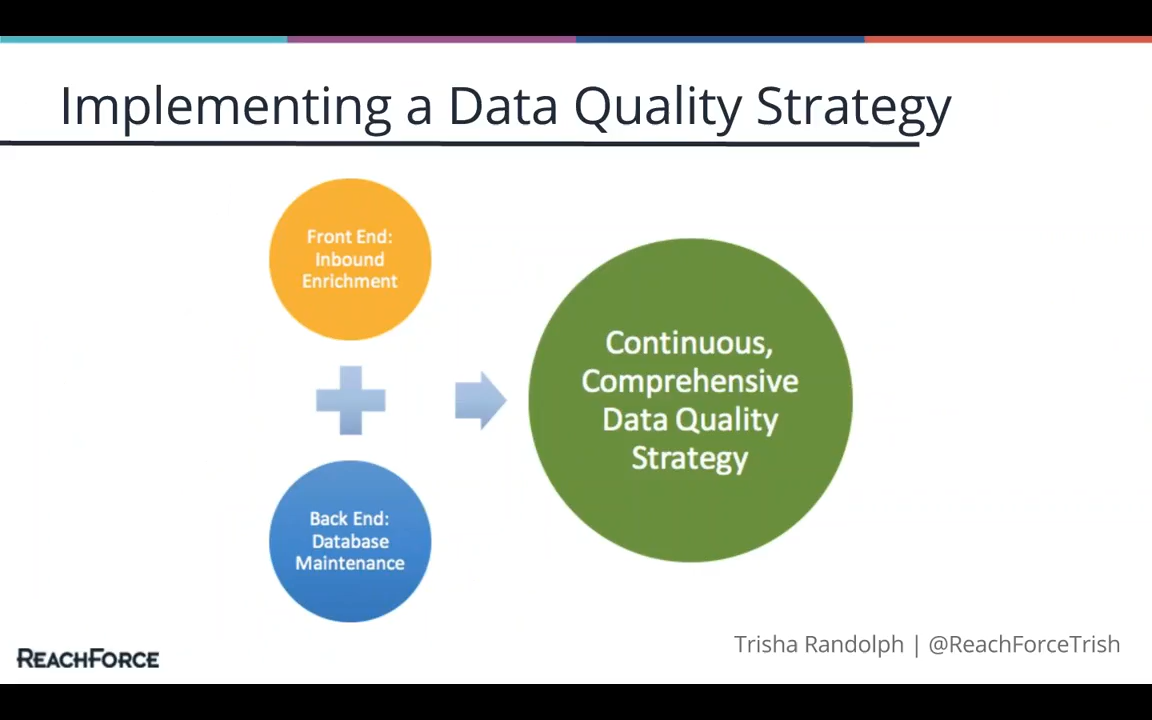 Implementing a Data Quality Strategy
Front End:
Inbound
Enrichment
Back End:
Database
Maintenance
Continuous,
Comprehensive
Data Quality
Strategy
REACHFORCE
Trisha Randolph | @ReachForceTrish